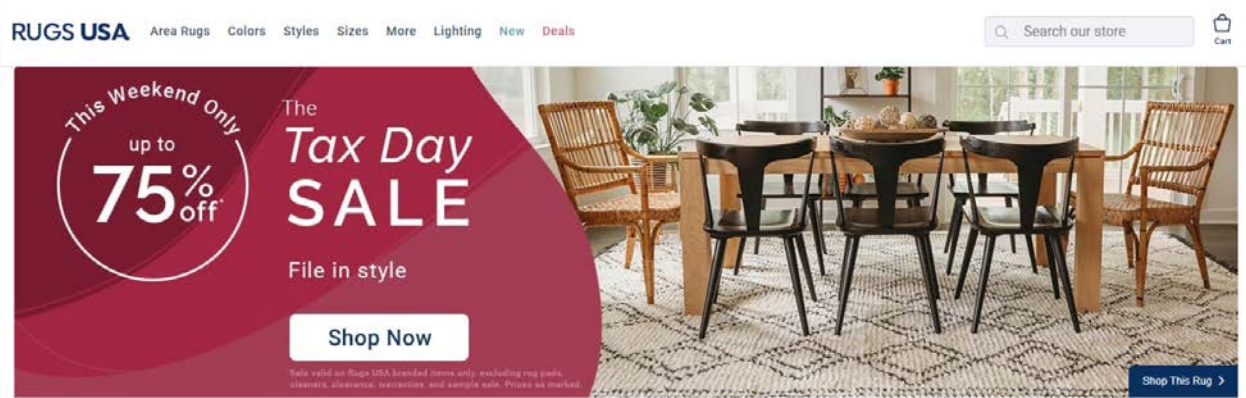 RUGS USA Area Rugs Colors Styles Sizes More Lighting New Deals Search our store
Cart
This Weekend Only
up to
75% off*
The
Tax Day
SALE
File in style
Shop Now
Sale valid on Rugs USA branded items only, excluding rug pads,
cleaners, clearance, warranties, and sample sale. Prices as marked.
Shop This Rug >